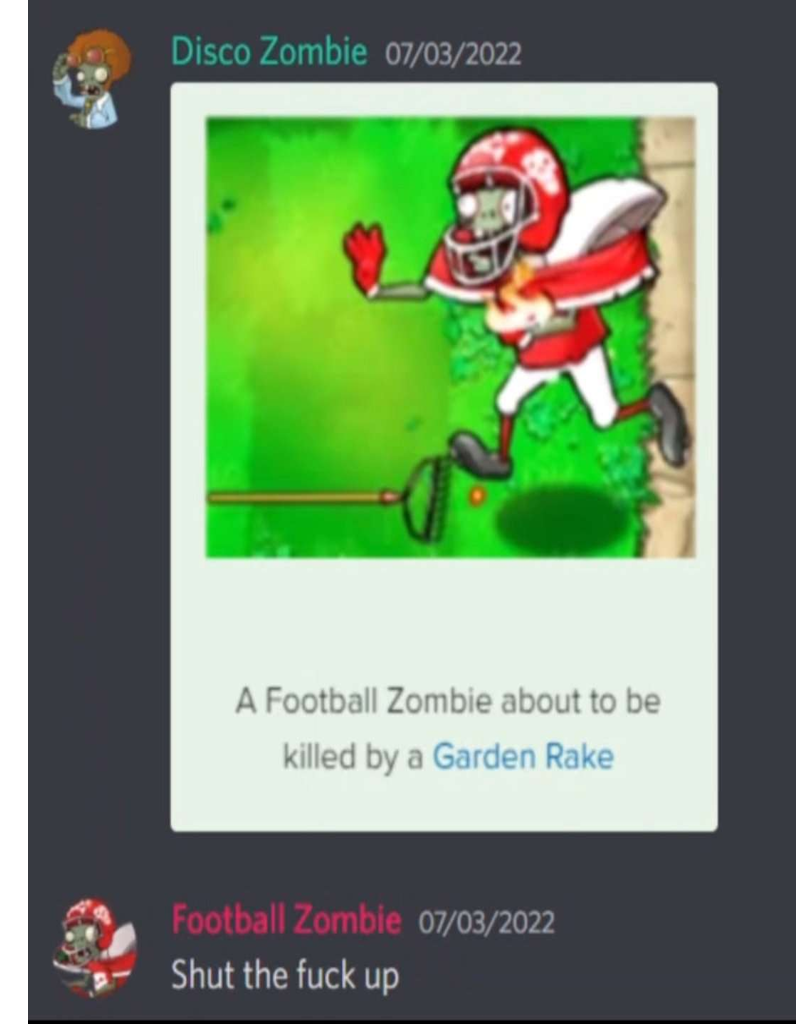 Disco Zombie 07/03/2022
A Football Zombie about to be
killed by a Garden Rake
Football Zombie 07/03/2022
Shut the fuck up